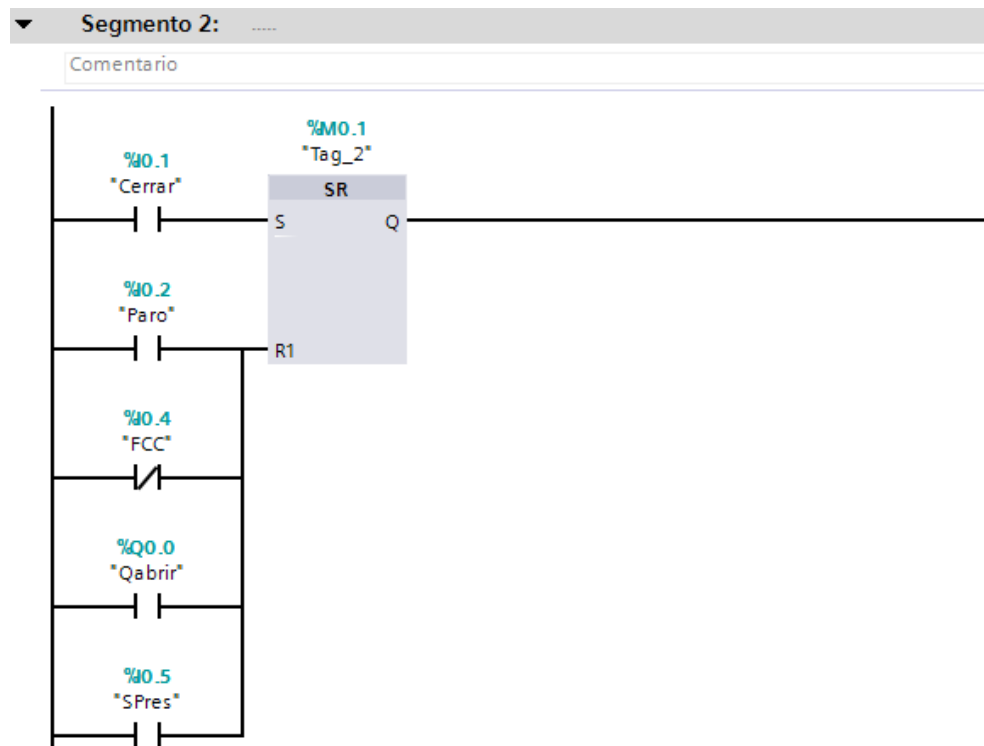 Segmento 2: .....
Comentario
%M0.1
"Tag_2"
%I0.1
"Cerrar"
SR
S Q
%I0.2
"Paro"
R1
%I0.4
"FCC"
%Q0.0
"Qabrir"
%I0.5
"SPres"